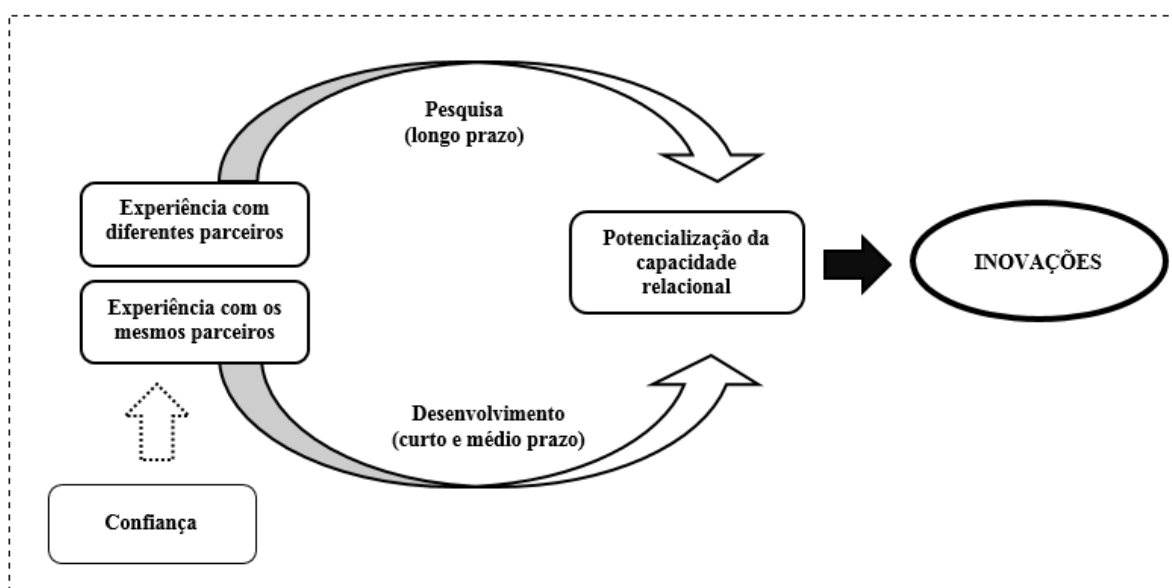 Pesquisa
(longo prazo)
Experiência com
diferentes parceiros
Experiência com os
mesmos parceiros
Potencialização da
capacidade
relacional
INOVAÇÕES
Desenvolvimento
(curto e médio prazo)
Confiança